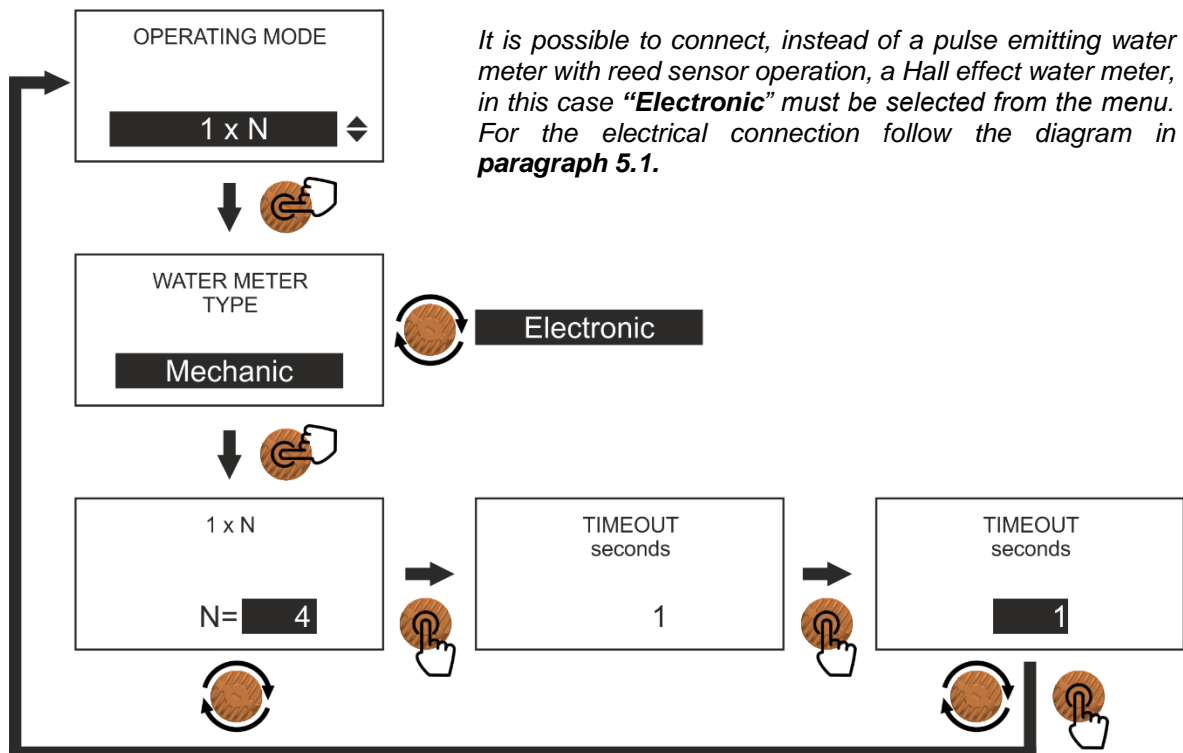 OPERATING MODE
1 x N
It is possible to connect, instead of a pulse emitting water
meter with reed sensor operation, a Hall effect water meter,
in this case “Electronic” must be selected from the menu.
For the electrical connection follow the diagram in
paragraph 5.1.
WATER METER
TYPE
Mechanic
Electronic
1 x N
N= 4
TIMEOUT
seconds
1
TIMEOUT
seconds
1